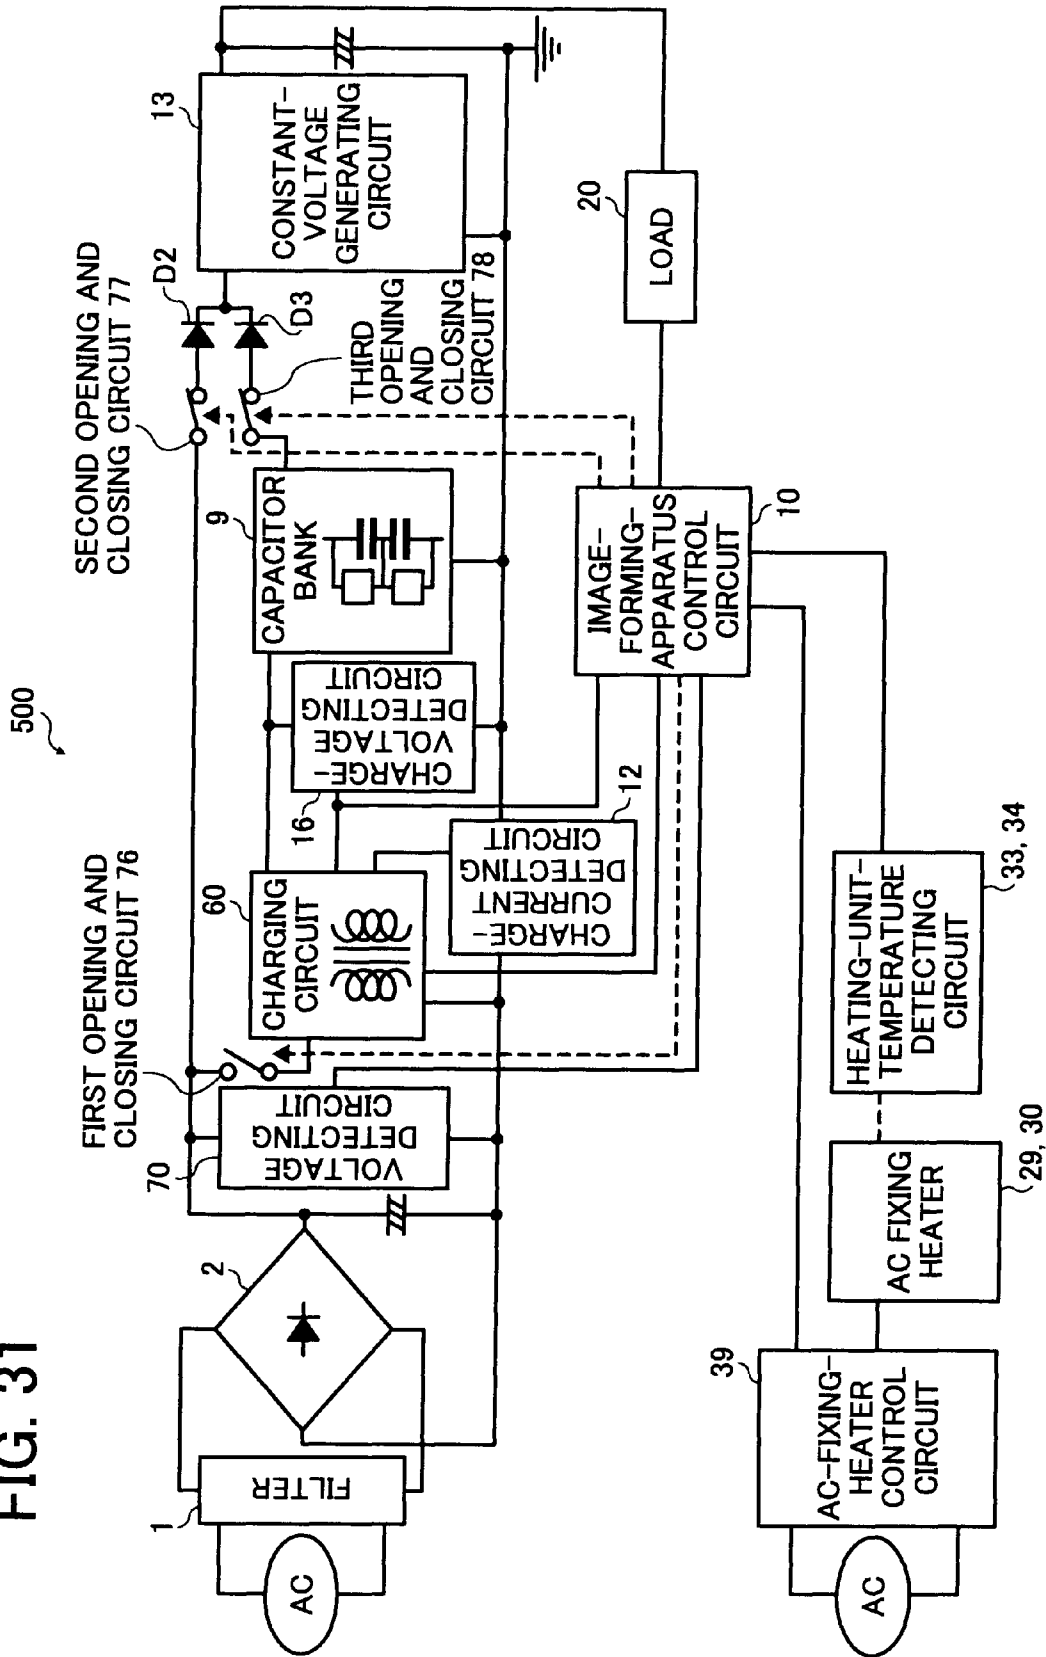 FIG. 31
500
FIRST OPENING AND
CLOSING CIRCUIT 76
SECOND OPENING AND
CLOSING CIRCUIT 77
D2
D3
THIRD
OPENING
AND
CLOSING
CIRCUIT 78
AC
1
FILTER
2
70
VOLTAGE
DETECTING
CIRCUIT
60
CHARGING
CIRCUIT
16
CHARGE-
VOLTAGE
DETECTING
CIRCUIT
12
CHARGE-
CURRENT
DETECTING
CIRCUIT
9
CAPACITOR
BANK
13
CONSTANT-
VOLTAGE
GENERATING
CIRCUIT
10
IMAGE-
FORMING-
APPARATUS
CONTROL
CIRCUIT
20
LOAD
AC
39
AC-FIXING-
HEATER
CONTROL
CIRCUIT
AC FIXING
HEATER
29, 30
HEATING-UNIT-
TEMPERATURE
DETECTING
CIRCUIT
33, 34